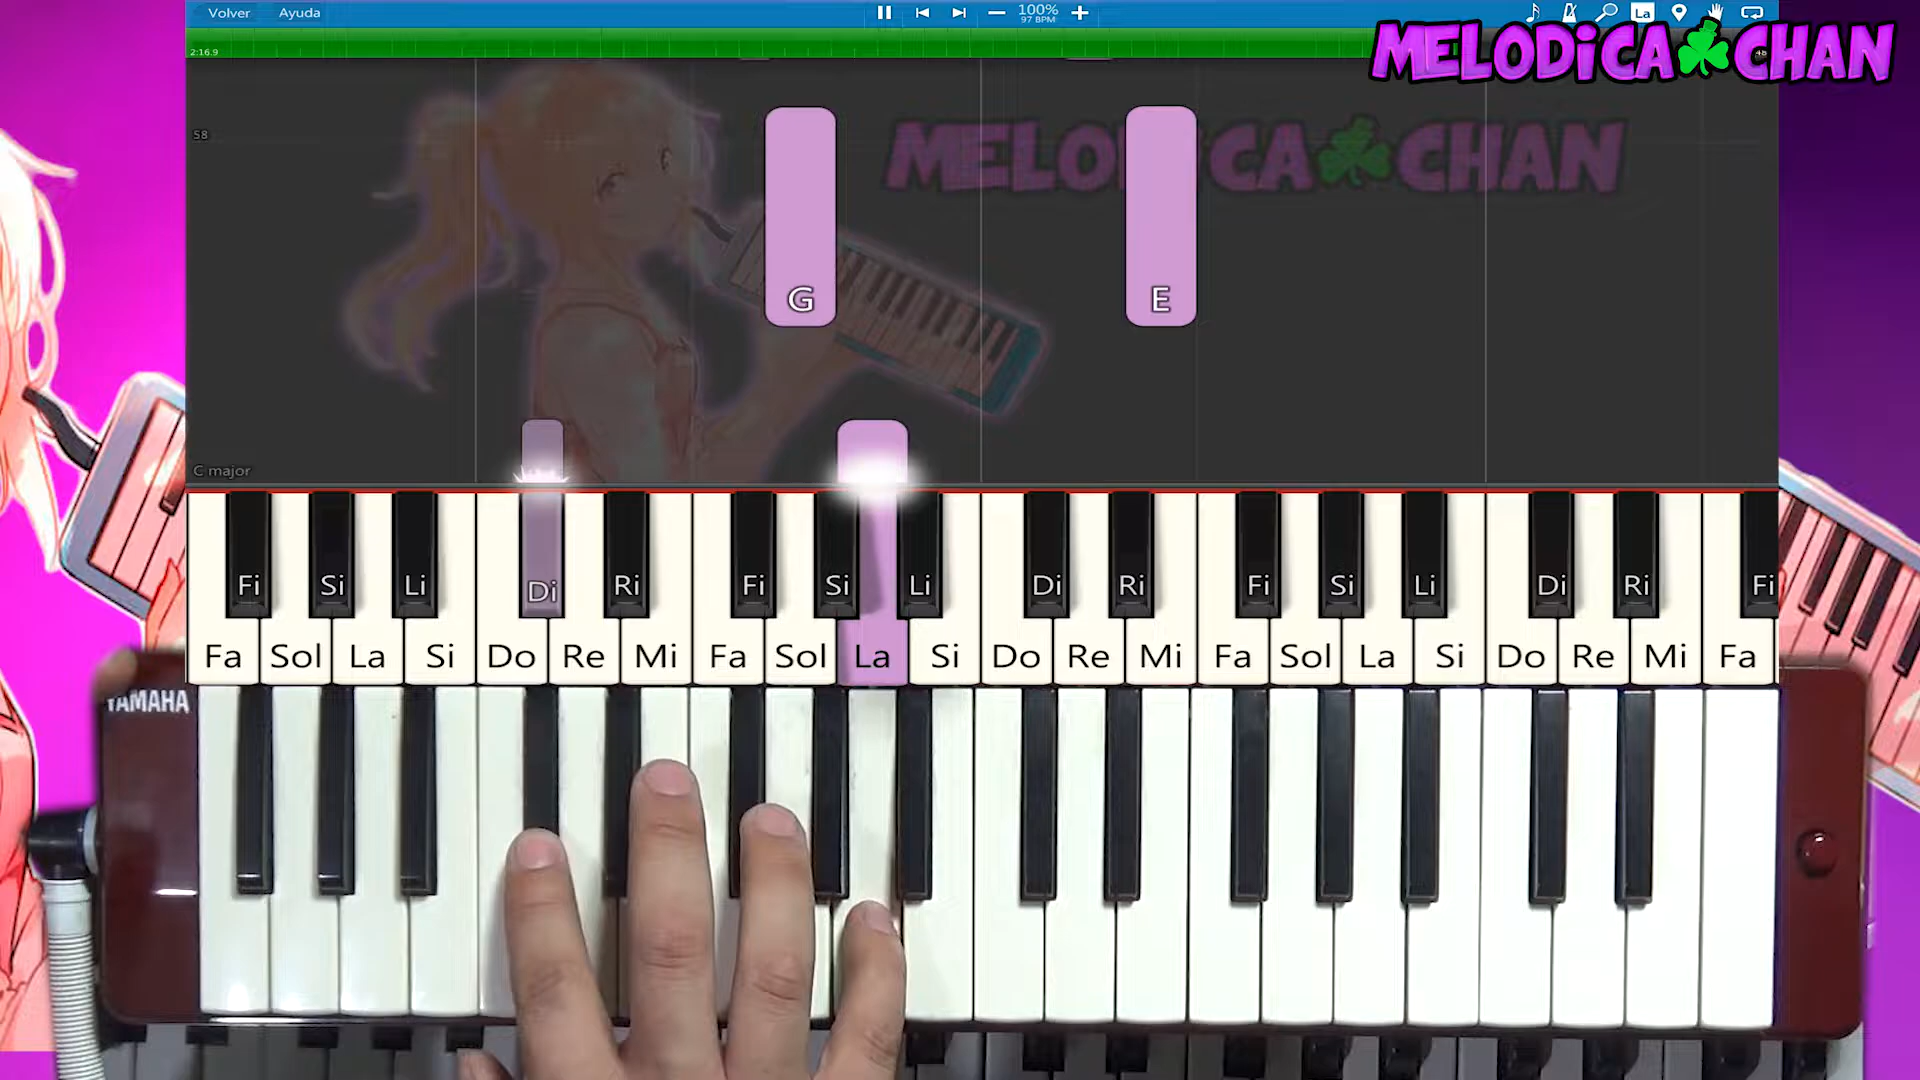 Volver Ayuda
100%
97 BPM
La
2:16.9
MELODiCA CHAN
58
MELODICA CHAN
G E
C major
Fi Si Li Di Ri Fi Si Li Di Ri Fi Si Li Di Ri Fi
Fa Sol La Si Do Re Mi Fa Sol La Si Do Re Mi Fa Sol La Si Do Re Mi Fa
YAMAHA